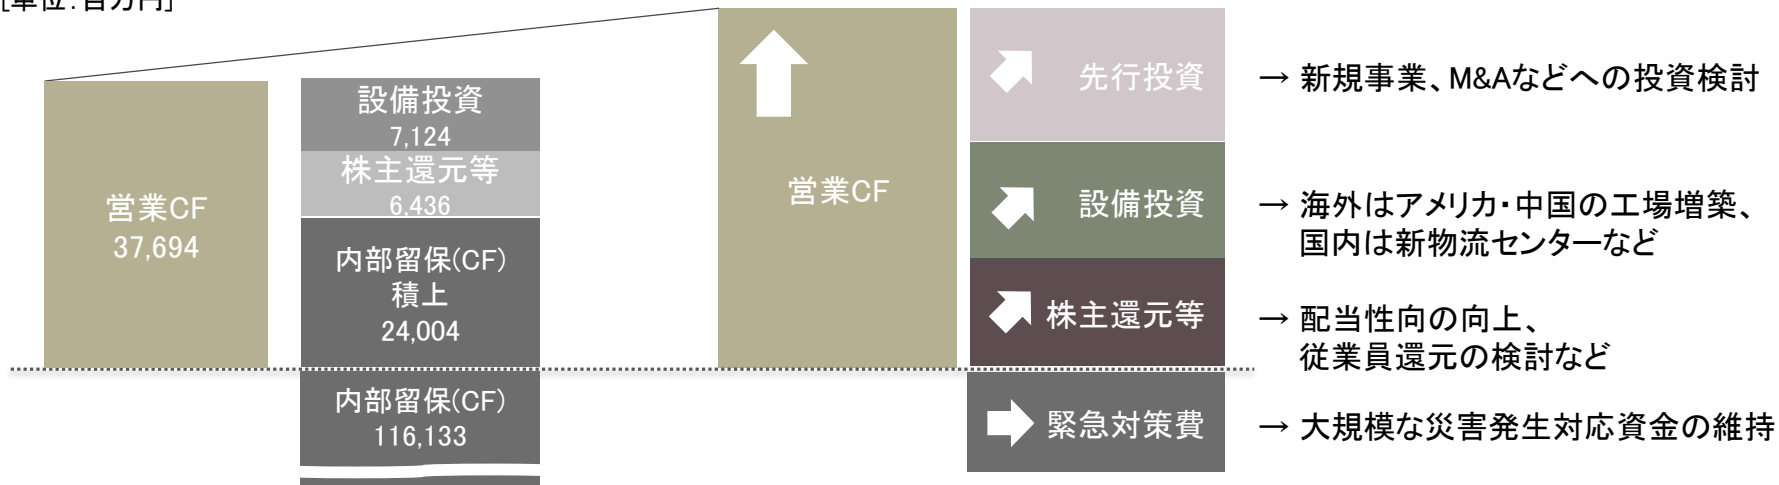 [単位：百万円]
営業CF
37,694
設備投資
7,124
株主還元等
6,436
内部留保(CF)
積上
24,004
内部留保(CF)
116,133
営業CF
先行投資
→ 新規事業、M&Aなどへの投資検討
設備投資
→ 海外はアメリカ・中国の工場増築、
国内は新物流センターなど
株主還元等
→ 配当性向の向上、
従業員還元の検討など
緊急対策費
→ 大規模な災害発生対応資金の維持